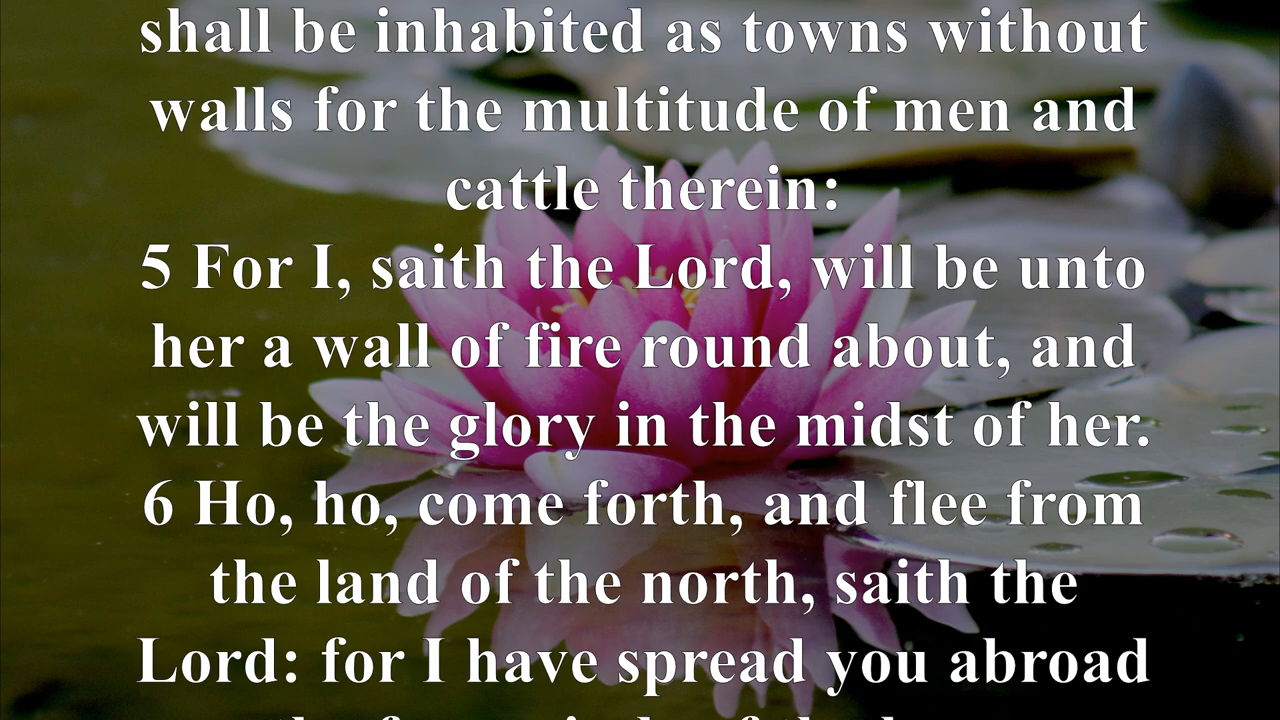 shall be inhabited as towns without
walls for the multitude of men and
cattle therein:
5 For I, saith the Lord, will be unto
her a wall of fire round about, and
will be the glory in the midst of her.
6 Ho, ho, come forth, and flee from
the land of the north, saith the
Lord: for I have spread you abroad